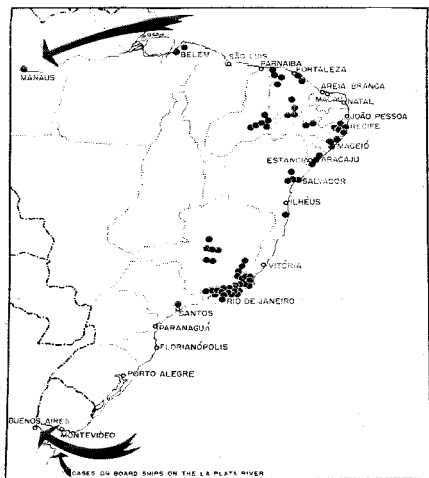 MANAUS
BELEM
SÃO LUIS
PARNAIBA
FORTALEZA
AREIA BRANCA
MACAU
NATAL
JOÃO PESSOA
RECIFE
MACEIÓ
ESTANCIA
ARACAJU
SALVADOR
ILHÉUS
VITÓRIA
RIO DE JANEIRO
SANTOS
PARANAGUÁ
FLORIANÓPOLIS
PORTO ALEGRE
BUENOS AIRES
MONTEVIDEO
CASES ON BOARD SHIPS ON THE LA PLATA RIVER